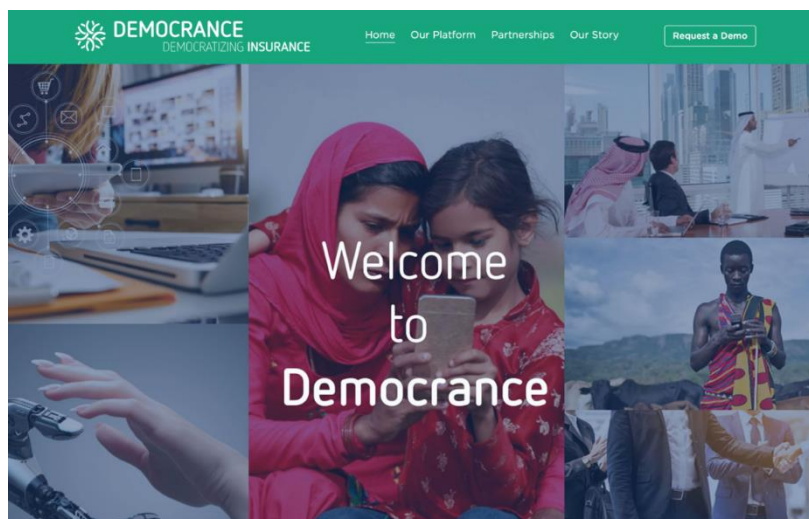 DEMOCRANCE
DEMOCRATIZING INSURANCE
Home Our Platform Partnerships Our Story Request a Demo
Welcome
to
Democrance